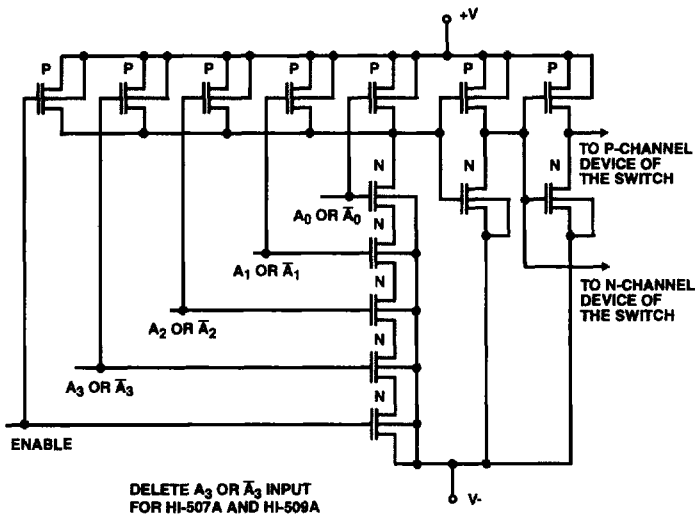 +V
P
P
P
P
P
P
P
TO P-CHANNEL
DEVICE OF
THE SWITCH
N
N
N
A0 OR A̅0
N
A1 OR A̅1
TO N-CHANNEL
DEVICE OF
THE SWITCH
N
A2 OR A̅2
N
A3 OR A̅3
N
ENABLE
DELETE A3 OR A̅3 INPUT
FOR HI-507A AND HI-509A
V-